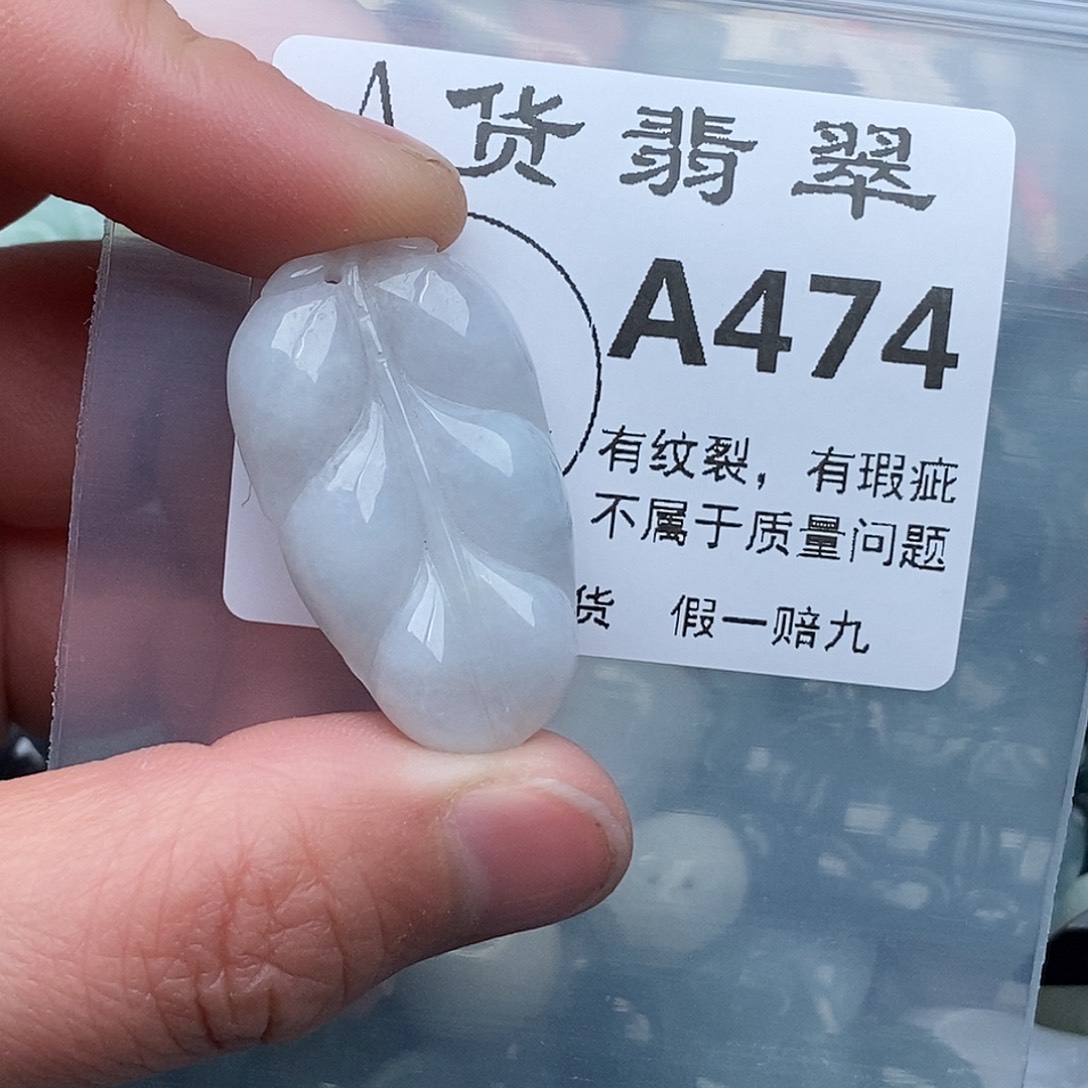 A货翡翠
A474
有纹裂，有瑕疵
不属于质量问题
货 假一赔九